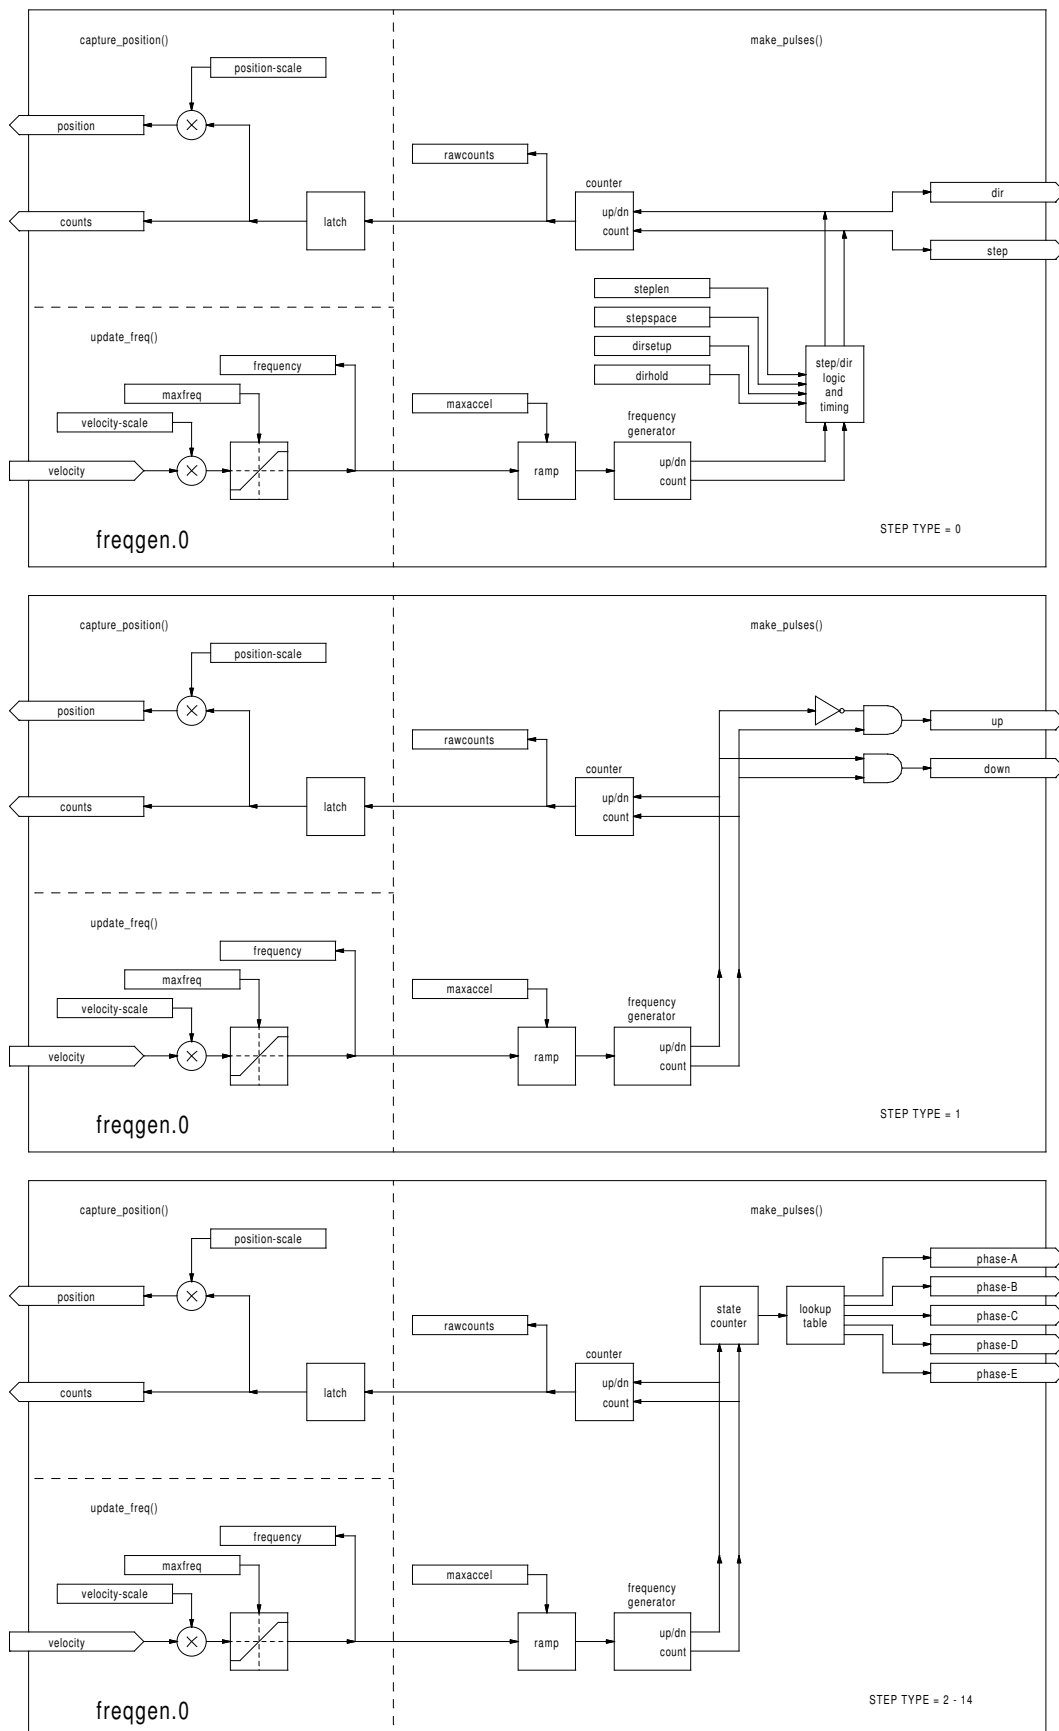 capture_position()
make_pulses()
position-scale
position
rawcounts
counter
dir
up/dn
counts
latch
count
step
steplen
stepspace
update_freq()
dirsetup
step/dir
logic
and
timing
frequency
dirhold
maxfreq
maxaccel
velocity-scale
frequency
generator
velocity
ramp
up/dn
count
freqgen.0
STEP TYPE = 0
capture_position()
make_pulses()
position-scale
position
up
rawcounts
counter
down
up/dn
counts
latch
count
update_freq()
frequency
maxfreq
maxaccel
velocity-scale
frequency
generator
velocity
ramp
up/dn
count
freqgen.0
STEP TYPE = 1
capture_position()
make_pulses()
position-scale
phase-A
position
phase-B
state
counter
lookup
table
phase-C
rawcounts
phase-D
counter
phase-E
up/dn
counts
latch
count
update_freq()
frequency
maxfreq
maxaccel
velocity-scale
frequency
generator
velocity
ramp
up/dn
count
freqgen.0
STEP TYPE = 2 - 14